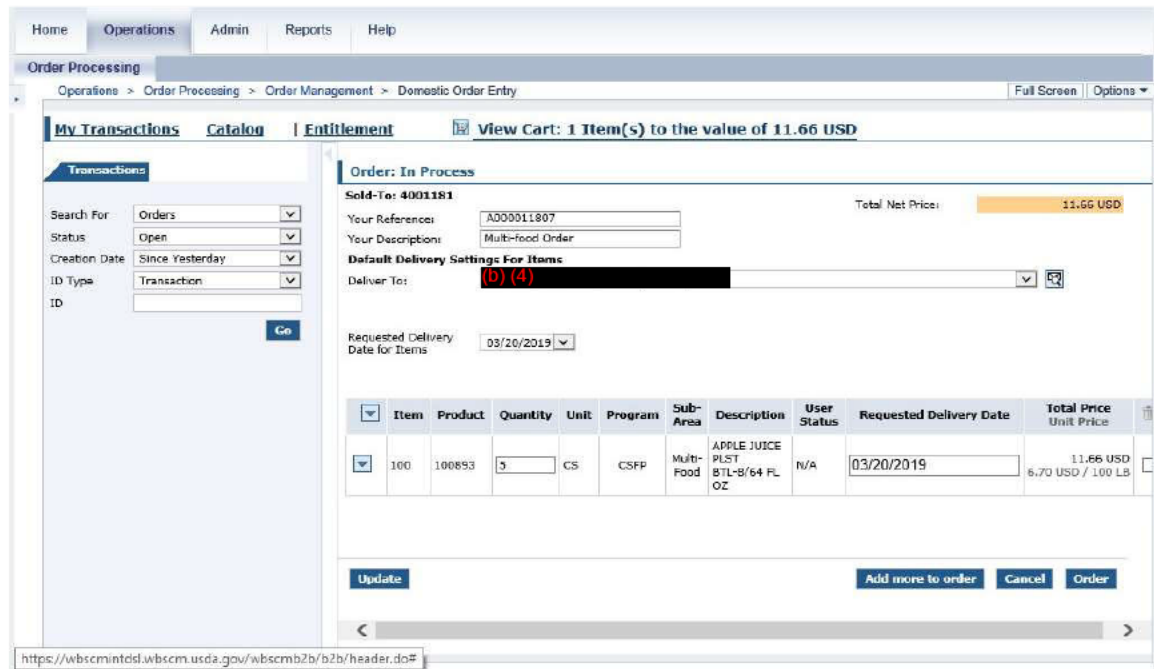 Home Operations Admin Reports Help
Order Processing
Operations > Order Processing > Order Management > Domestic Order Entry Full Screen Options
My Transactions Catalog | Entitlement View Cart: 1 Item(s) to the value of 11.66 USD
Transactions
Search For Orders
Status Open
Creation Date Since Yesterday
ID Type Transaction
ID
Go
Order: In Process
Sold-To: 4001181
Total Net Price: 11.66 USD
Your Reference: A000011807
Your Description: Multi-food Order
Default Delivery Settings For Items
Deliver To: (b) (4)
Requested Delivery
Date for Items 03/20/2019
Item Product Quantity Unit Program Sub-Area Description User Status Requested Delivery Date Total Price Unit Price
100 100893 5 CS CSFP Multi-Food APPLE JUICE PLST BTL-8/64 FL OZ N/A 03/20/2019 11.66 USD 6.70 USD / 100 LB
Update Add more to order Cancel Order
https://wbscmintdsl.wbscm.usda.gov/wbscmb2b/b2b/header.do#